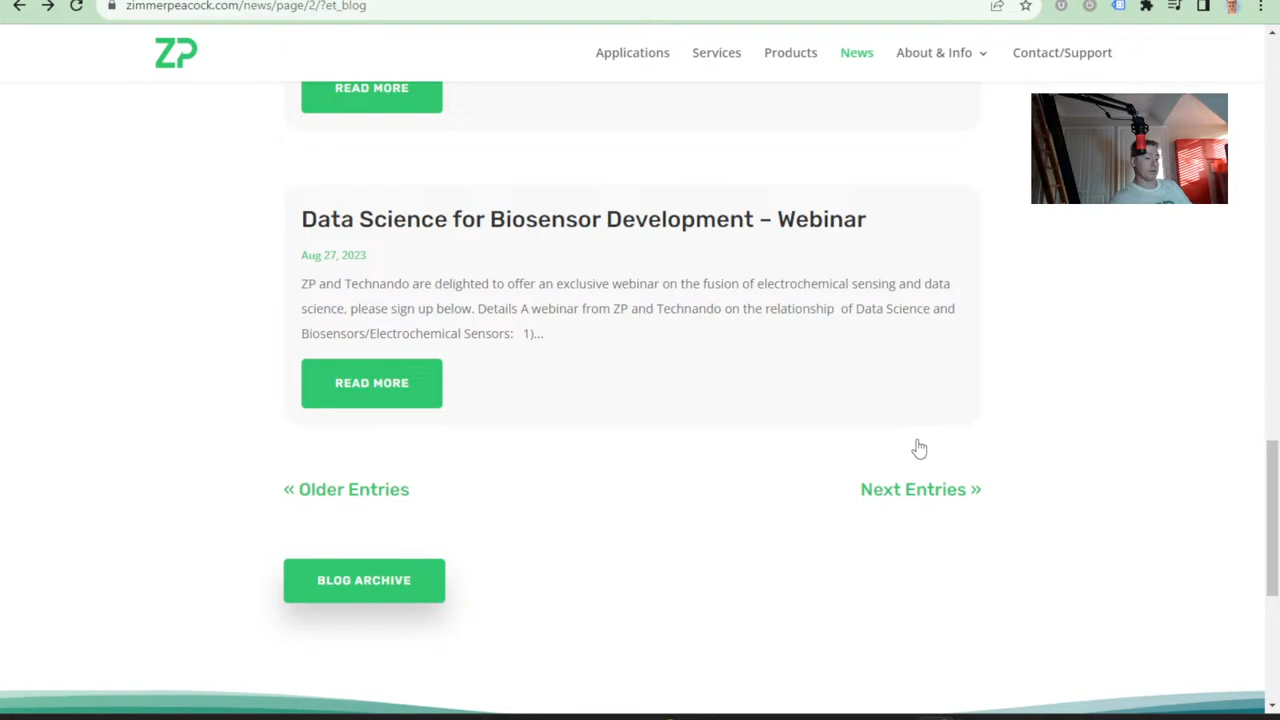 zimmerpeacock.com/news/page/2/?et_blog
ZP
Applications
Services
Products
News
About & Info
Contact/Support
READ MORE
Data Science for Biosensor Development – Webinar
Aug 27, 2023
ZP and Technando are delighted to offer an exclusive webinar on the fusion of electrochemical sensing and data
science, please sign up below. Details A webinar from ZP and Technando on the relationship  of Data Science and
Biosensors/Electrochemical Sensors:   1)...
READ MORE
« Older Entries
Next Entries »
BLOG ARCHIVE